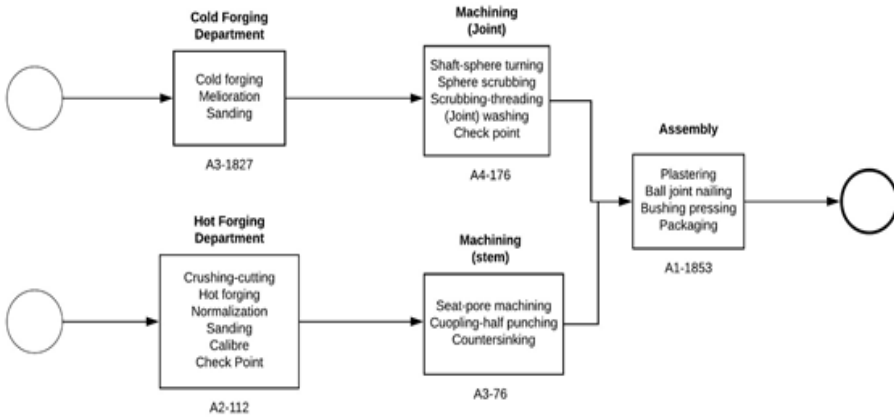 Cold Forging
Department
Cold forging
Melioration
Sanding
A3-1827
Machining
(Joint)
Shaft-sphere turning
Sphere scrubbing
Scrubbing-threading
(Joint) washing
Check point
A4-176
Hot Forging
Department
Crushing-cutting
Hot forging
Normalization
Sanding
Calibre
Check Point
A2-112
Machining
(stem)
Seat-pore machining
Cuopling-half punching
Countersinking
A3-76
Assembly
Plastering
Ball joint nailing
Bushing pressing
Packaging
A1-1853